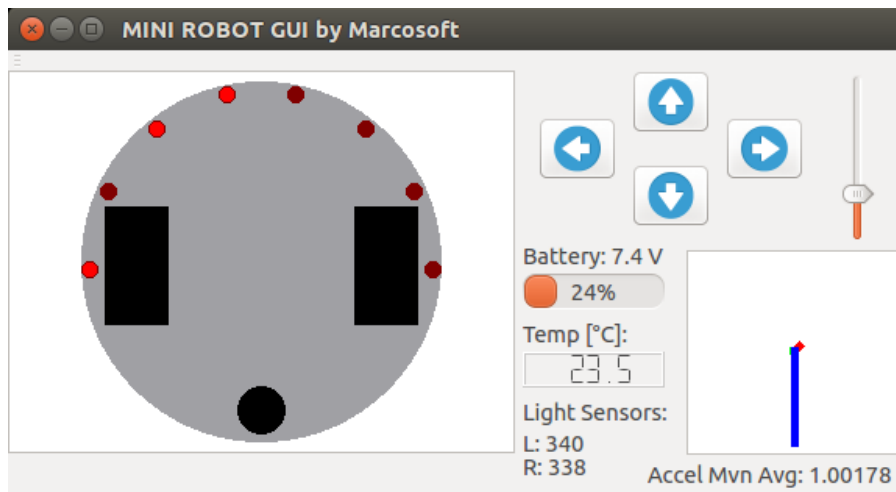 MINI ROBOT GUI by Marcosoft
Battery: 7.4 V
24%
Temp [°C]:
23.5
Light Sensors:
L: 340
R: 338
Accel Mvn Avg: 1.00178